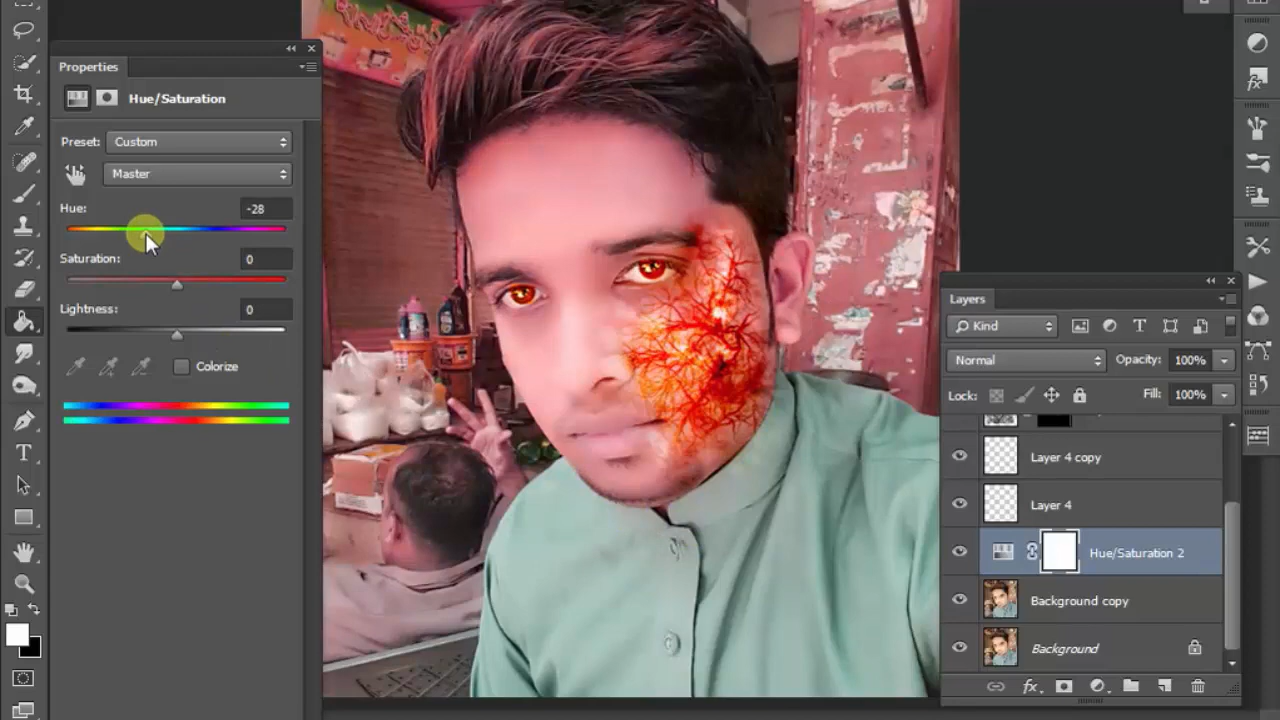 Properties
Hue/Saturation
Preset: Custom
Master
Hue: -28
Saturation: 0
Lightness: 0
Colorize
Layers
Kind
Normal Opacity: 100%
Lock: Fill: 100%
Layer 4 copy
Layer 4
Hue/Saturation 2
Background copy
Background